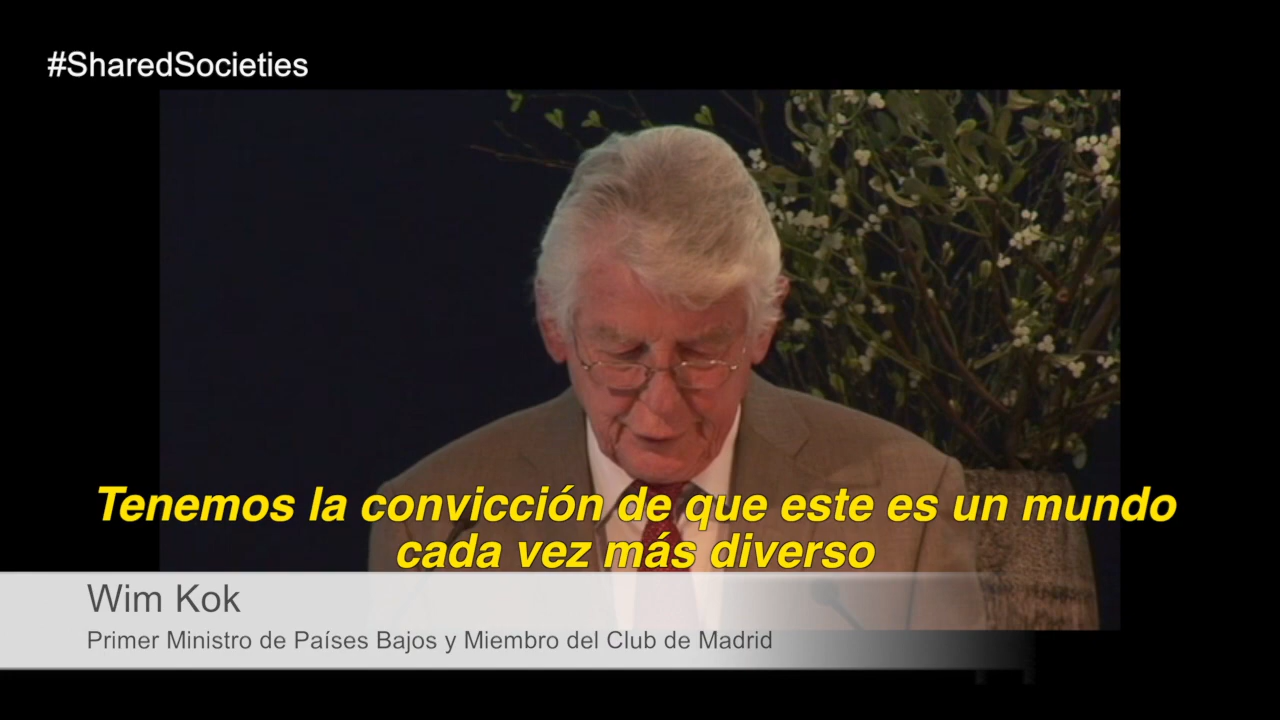 #SharedSocieties
Tenemos la convicción de que este es un mundo
cada vez más diverso
Wim Kok
Primer Ministro de Países Bajos y Miembro del Club de Madrid